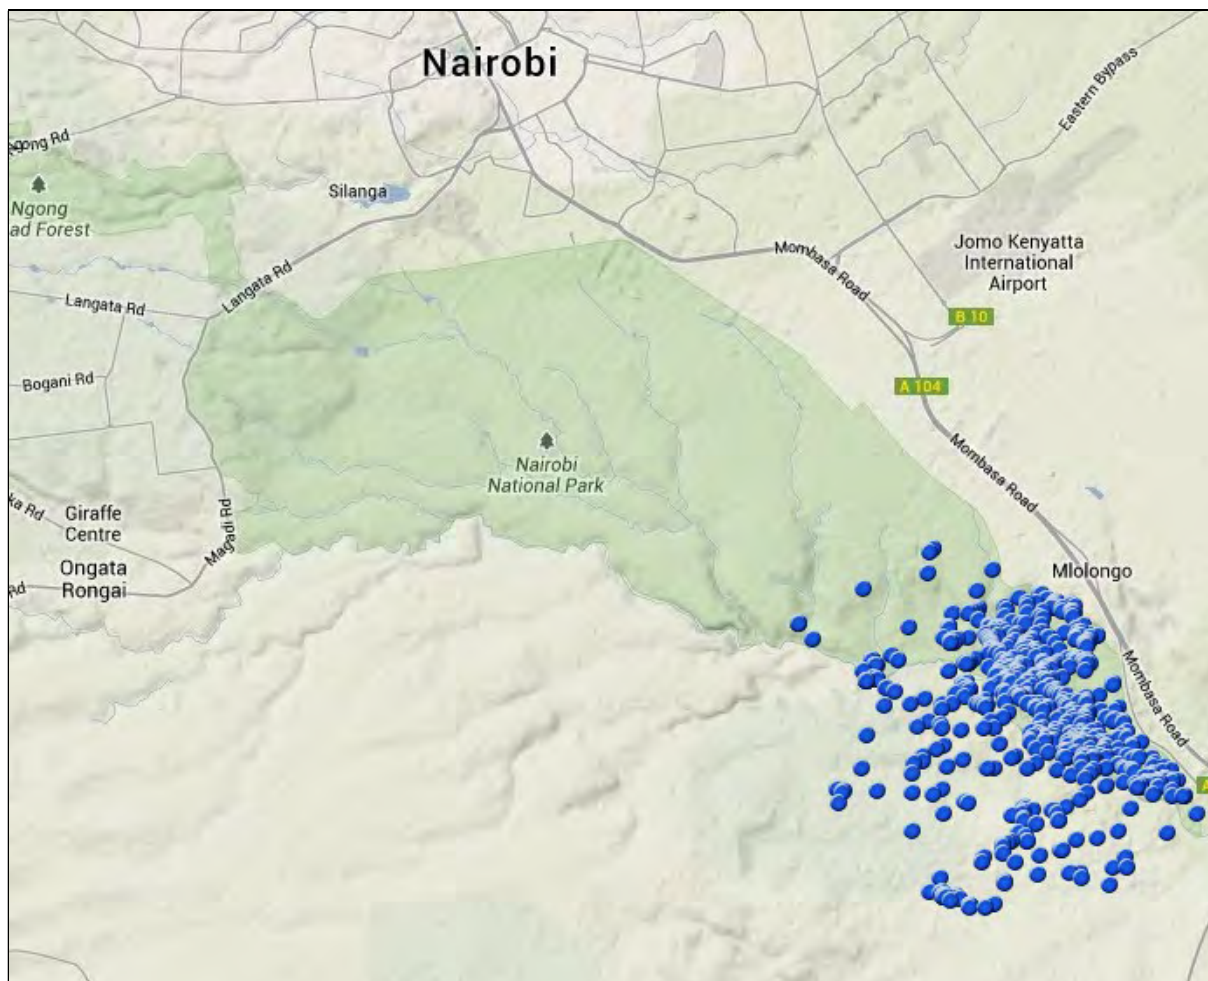 Nairobi
Eastern Bypass
Ngong Rd
Silanga
Ngong
ad Forest
Jomo Kenyatta
International
Airport
Mombasa Road
Langata Rd
Langata Rd
B 10
Bogani Rd
A 104
Nairobi
National Park
Mombasa Road
ka Rd
Giraffe
Centre
Magadi Rd
Mlolongo
Ongata
Rongai
Rd
Mombasa Road
A